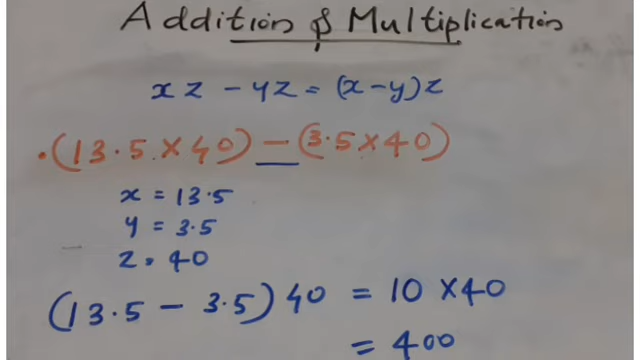 Addition & Multiplication
xz - yz = (x-y)z
.(13.5 × 40) - (3.5 × 40)
x = 13.5
y = 3.5
z = 40
(13.5 - 3.5) 40 = 10 × 40
= 400